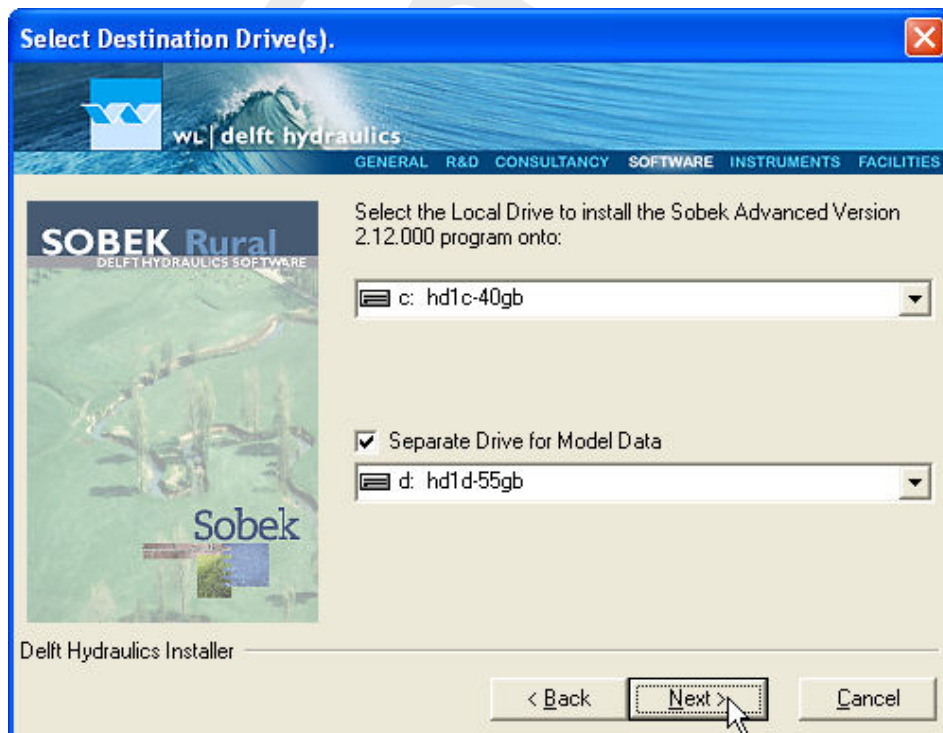 Select Destination Drive(s).
WL | delft hydraulics
GENERAL R&D CONSULTANCY SOFTWARE INSTRUMENTS FACILITIES
SOBEK Rural
DELFT HYDRAULICS SOFTWARE
Sobek
Select the Local Drive to install the Sobek Advanced Version
2.12.000 program onto:
c: hd1c-40gb
Separate Drive for Model Data
d: hd1d-55gb
Delft Hydraulics Installer
< Back Next > Cancel